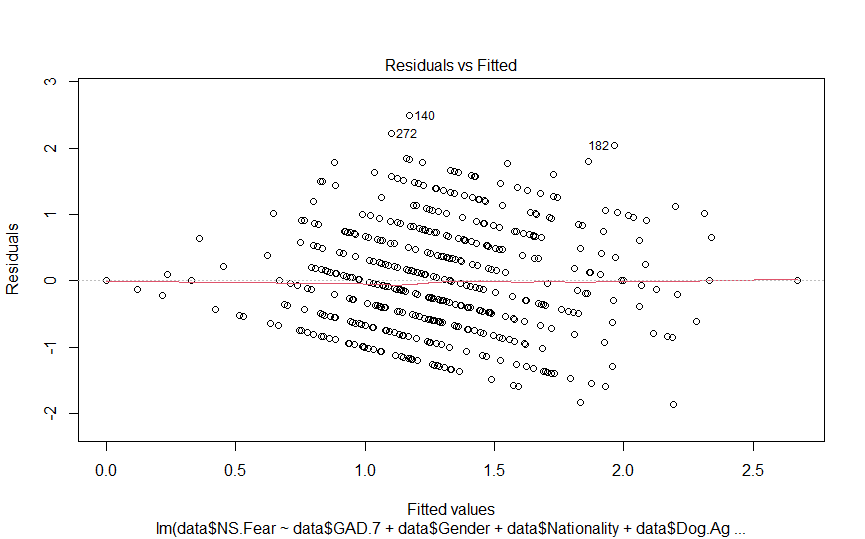 Residuals vs Fitted
3
2
1
0
-1
-2
Residuals
140
272
182
0.0 0.5 1.0 1.5 2.0 2.5
Fitted values
lm(data$NS.Fear ~ data$GAD.7 + data$Gender + data$Nationality + data$Dog.Ag ...